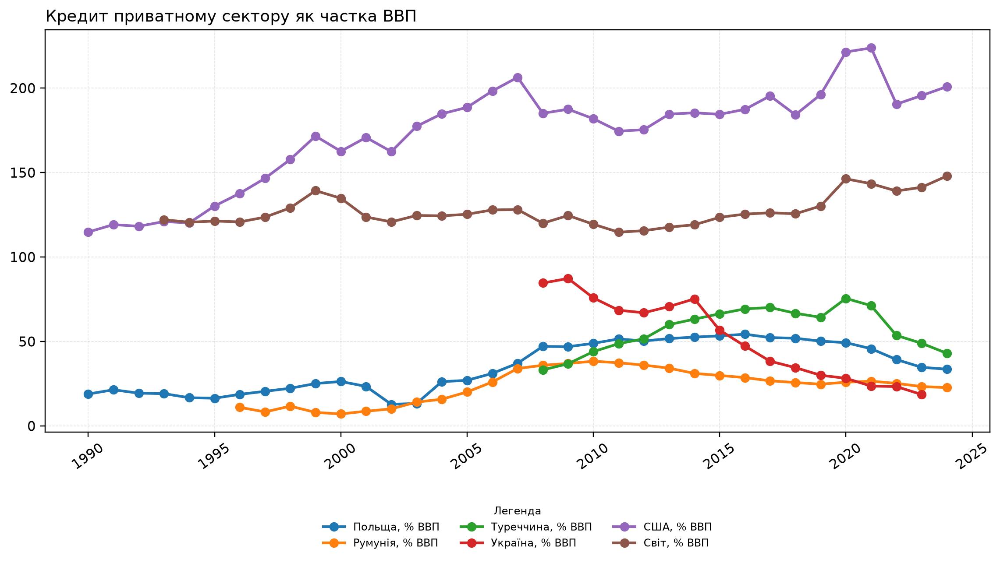 Кредит приватному сектору як частка ВВП
200
150
100
50
0
1990
1995
2000
2005
2010
2015
2020
2025
Легенда
Польща, % ВВП
Румунія, % ВВП
Туреччина, % ВВП
Україна, % ВВП
США, % ВВП
Світ, % ВВП